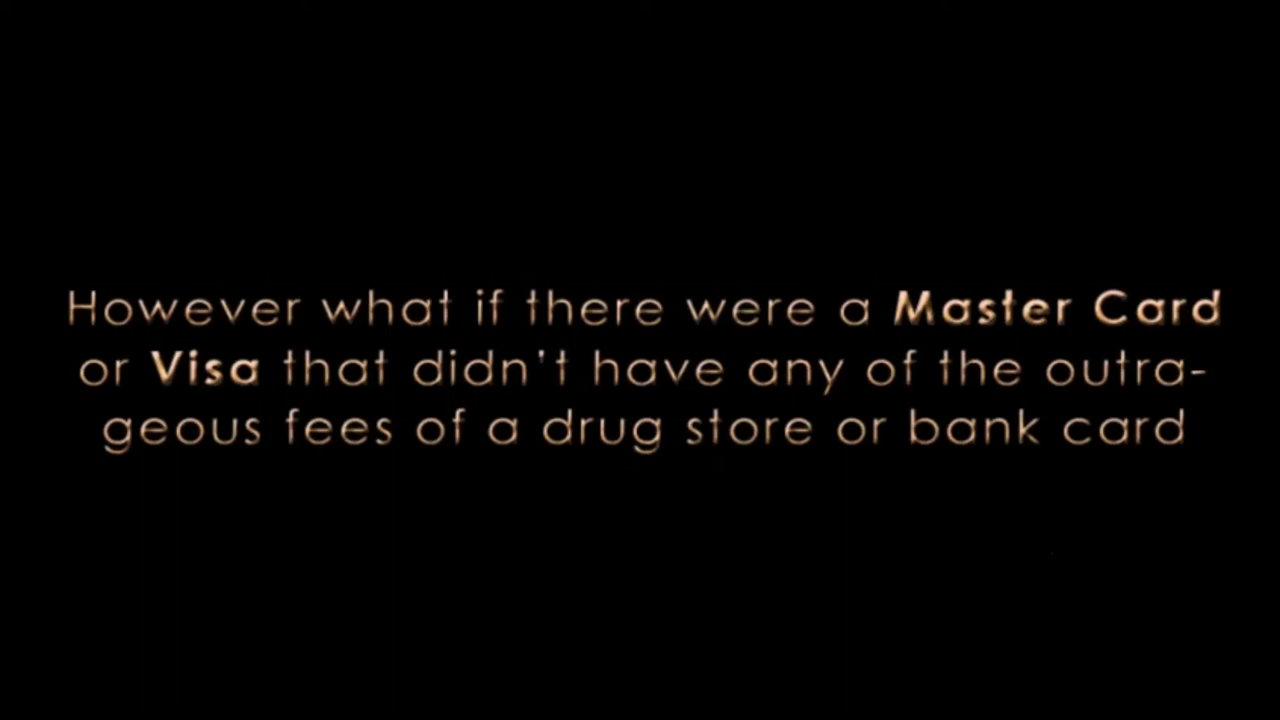 However what if there were a Master Card
or Visa that didn't have any of the outra-
geous fees of a drug store or bank card